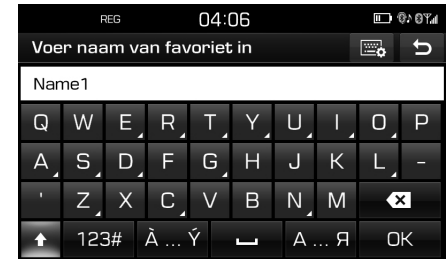 REG 04:06
Voer naam van favoriet in
Name1
Q W E R T Y U I O P
A S D F G H J K L -
' Z X C V B N M
123# À ... Ý А ... Я OK